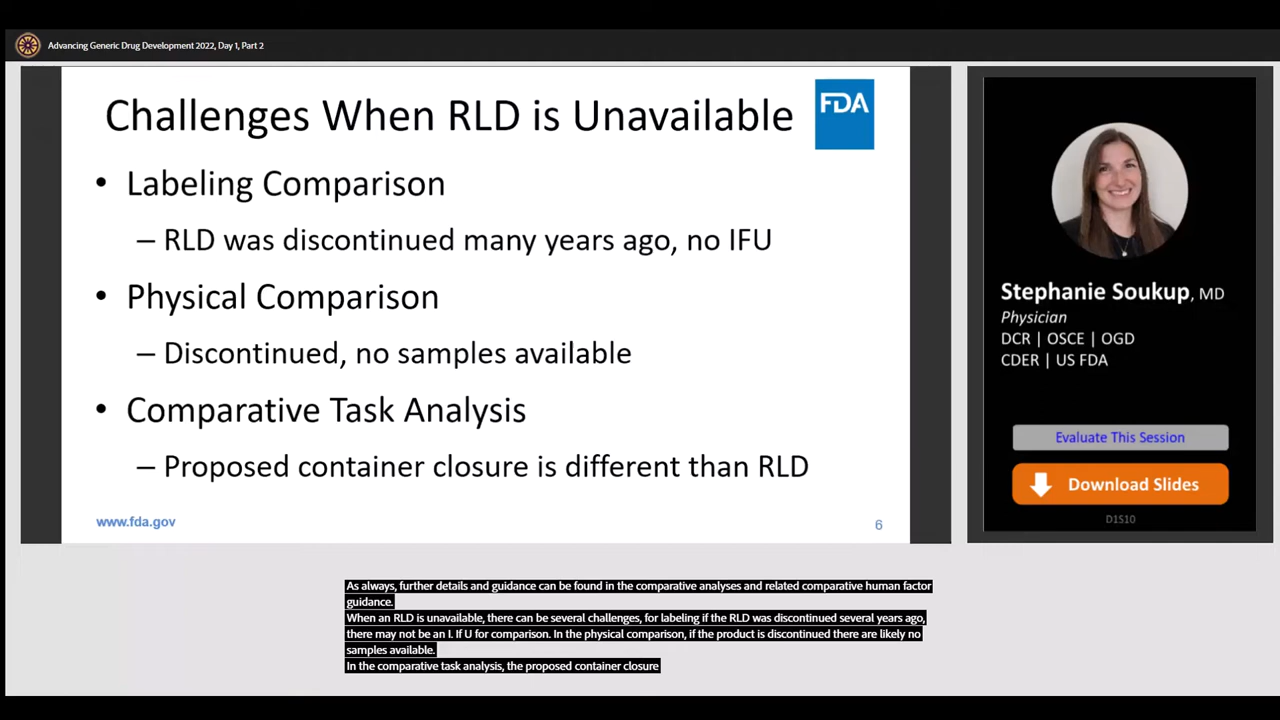 Advancing Generic Drug Development 2022, Day 1, Part 2
Challenges When RLD is Unavailable
FDA
• Labeling Comparison
– RLD was discontinued many years ago, no IFU
• Physical Comparison
– Discontinued, no samples available
• Comparative Task Analysis
– Proposed container closure is different than RLD
www.fda.gov
6
Stephanie Soukup, MD
Physician
DCR | OSCE | OGD
CDER | US FDA
Evaluate This Session
Download Slides
D1S10
As always, further details and guidance can be found in the comparative analyses and related comparative human factor
guidance.
When an RLD is unavailable, there can be several challenges, for labeling if the RLD was discontinued several years ago,
there may not be an I. If U for comparison. In the physical comparison, if the product is discontinued there are likely no
samples available.
In the comparative task analysis, the proposed container closure